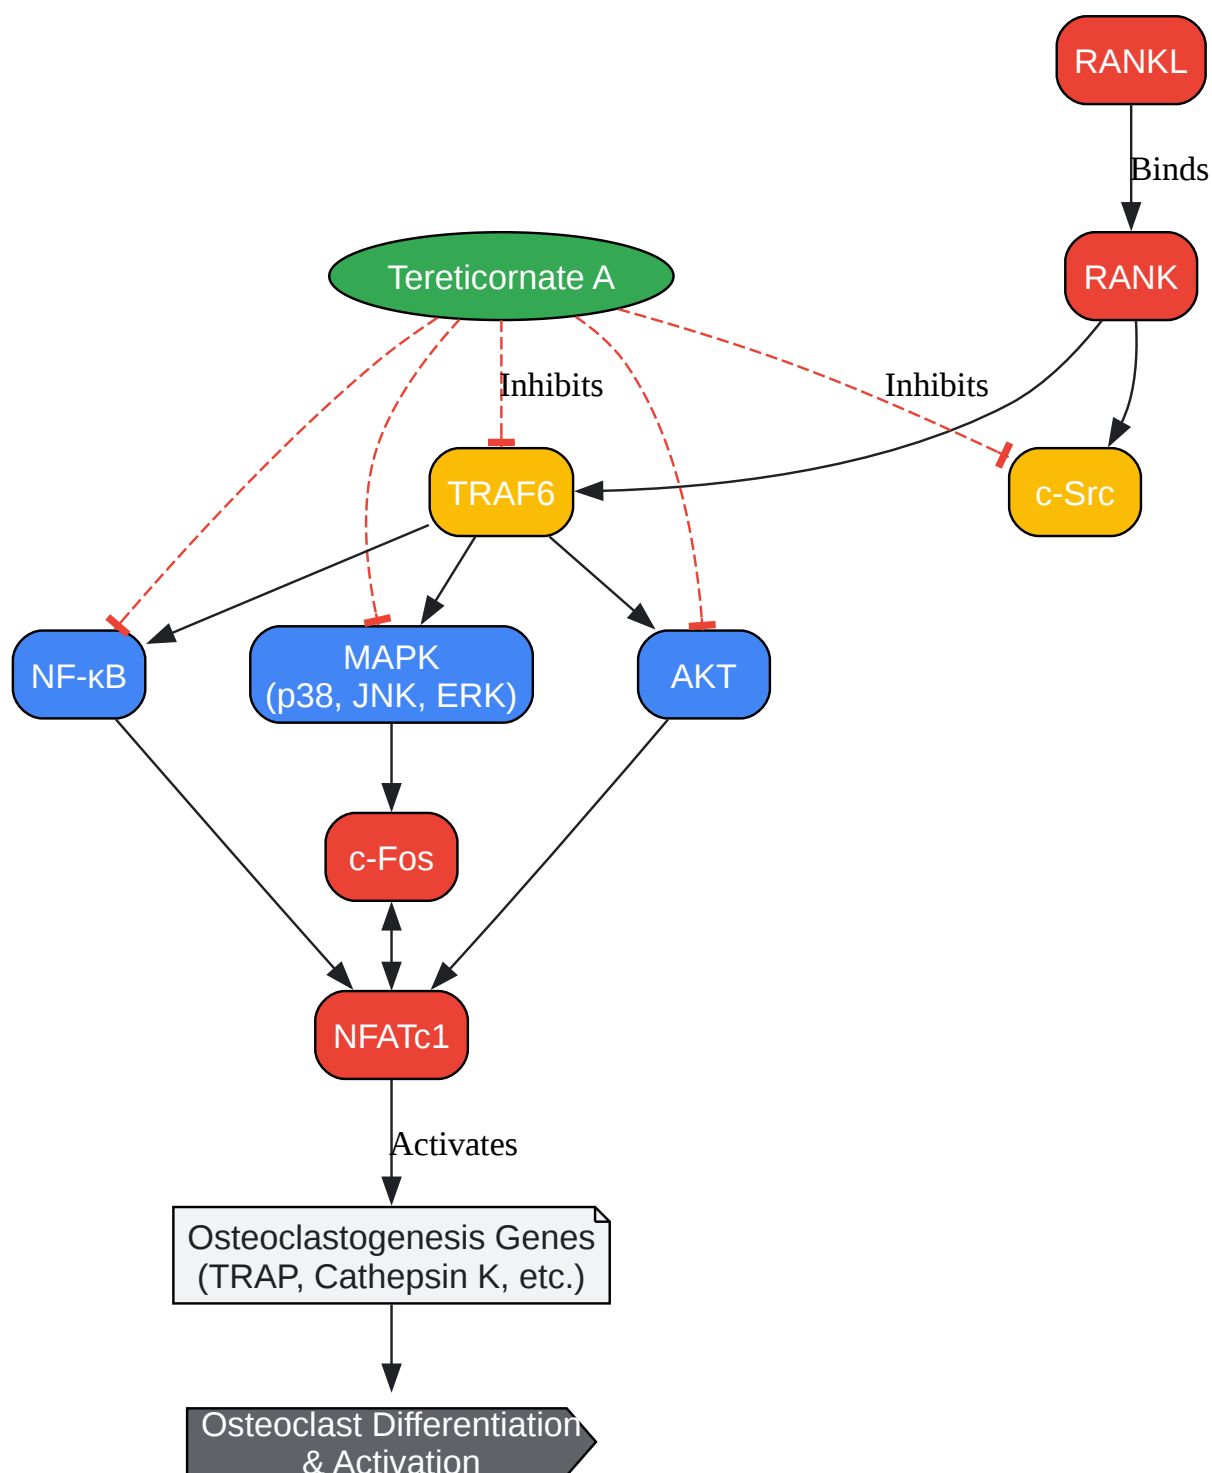 RANKL
Binds
Tereticornate A
RANK
Inhibits
Inhibits
TRAF6
c-Src
NF-κB
MAPK
(p38, JNK, ERK)
AKT
c-Fos
NFATc1
Activates
Osteoclastogenesis Genes
(TRAP, Cathepsin K, etc.)
Osteoclast Differentiation
& Activation